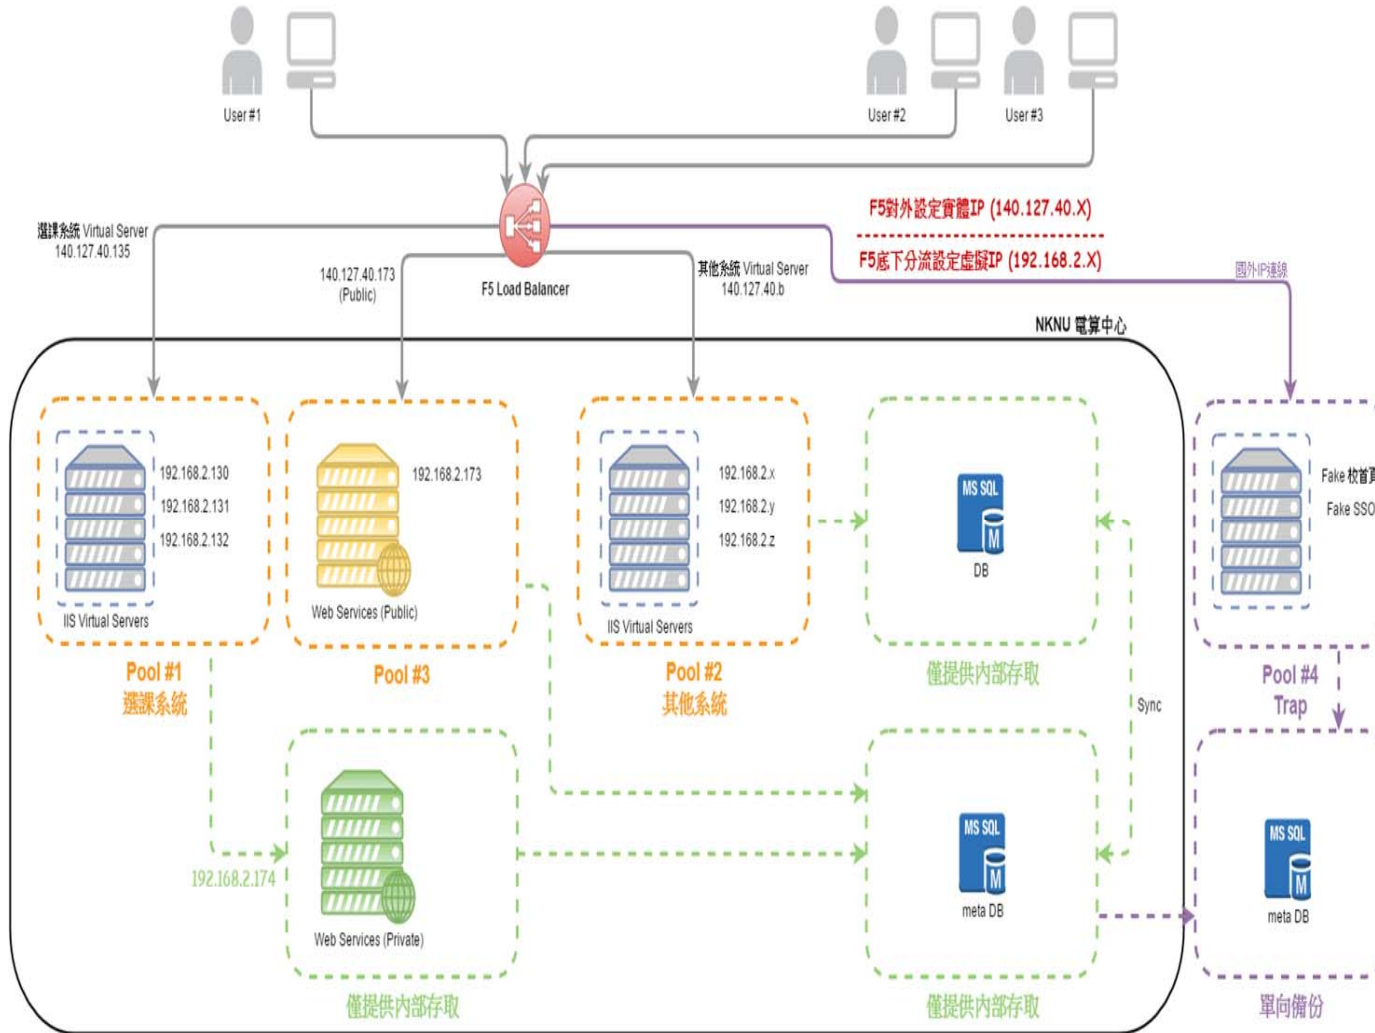 User #1
User #2
User #3
F5對外設定實體IP (140.127.40.X)
F5底下分流設定虛擬IP (192.168.2.X)
選課系統 Virtual Server
140.127.40.135
140.127.40.173
(Public)
F5 Load Balancer
其他系統 Virtual Server
140.127.40.b
國外IP連線
NKNU 電算中心
192.168.2.130
192.168.2.131
192.168.2.132
IIS Virtual Servers
Pool #1
選課系統
192.168.2.173
Web Services (Public)
Pool #3
192.168.2.x
192.168.2.y
192.168.2.z
IIS Virtual Servers
Pool #2
其他系統
MS SQL
M
DB
僅提供內部存取
Fake 校首頁
Fake SSO
Pool #4
Trap
Sync
192.168.2.174
Web Services (Private)
僅提供內部存取
MS SQL
M
meta DB
僅提供內部存取
MS SQL
M
meta DB
單向備份